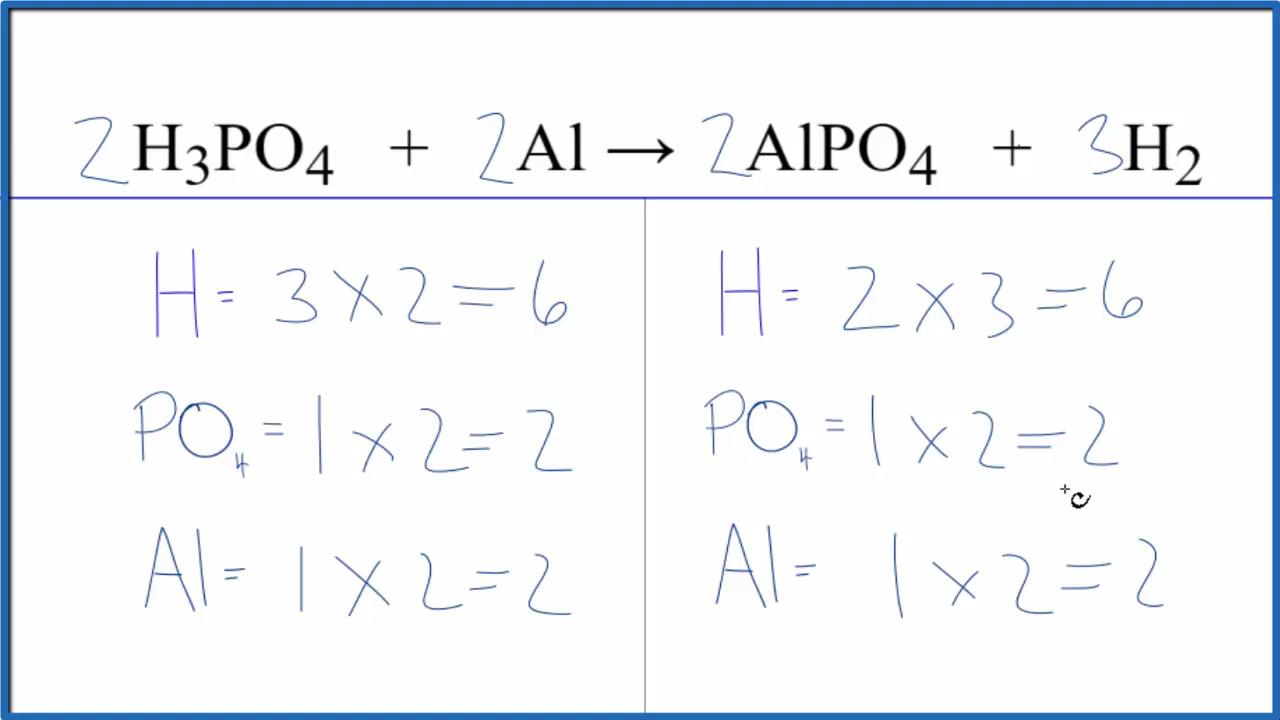 2H₃PO₄ + 2Al → 2AlPO₄ + 3H₂
H = 3 × 2 = 6
PO₄ = 1 × 2 = 2
Al = 1 × 2 = 2
H = 2 × 3 = 6
PO₄ = 1 × 2 = 2
Al = 1 × 2 = 2